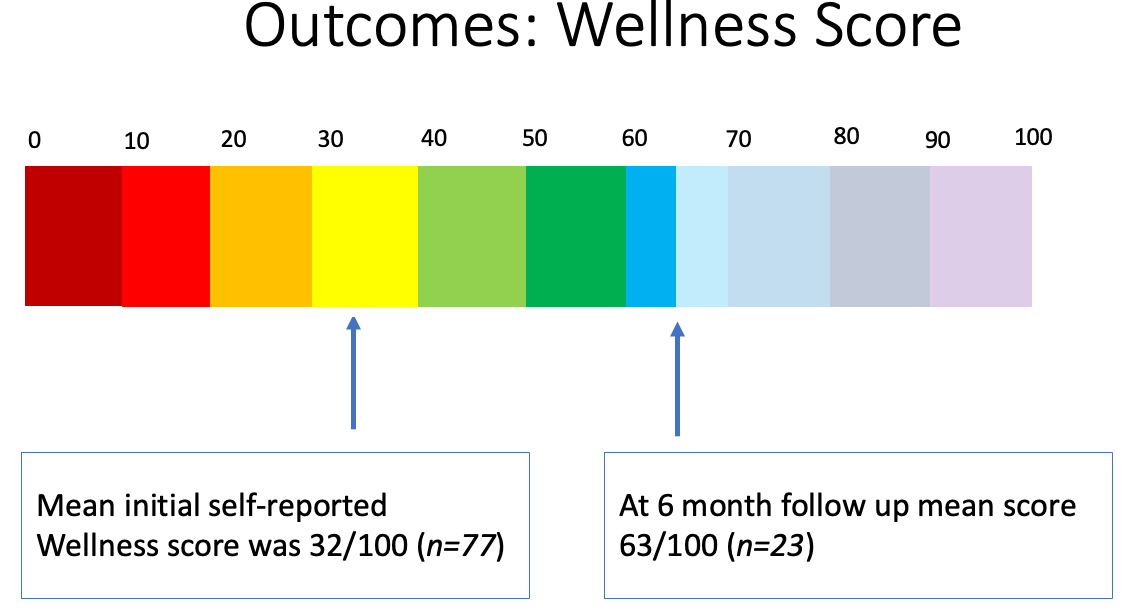 Outcomes: Wellness Score
0 10 20 30 40 50 60 70 80 90 100
Mean initial self-reported
Wellness score was 32/100 (n=77)
At 6 month follow up mean score
63/100 (n=23)